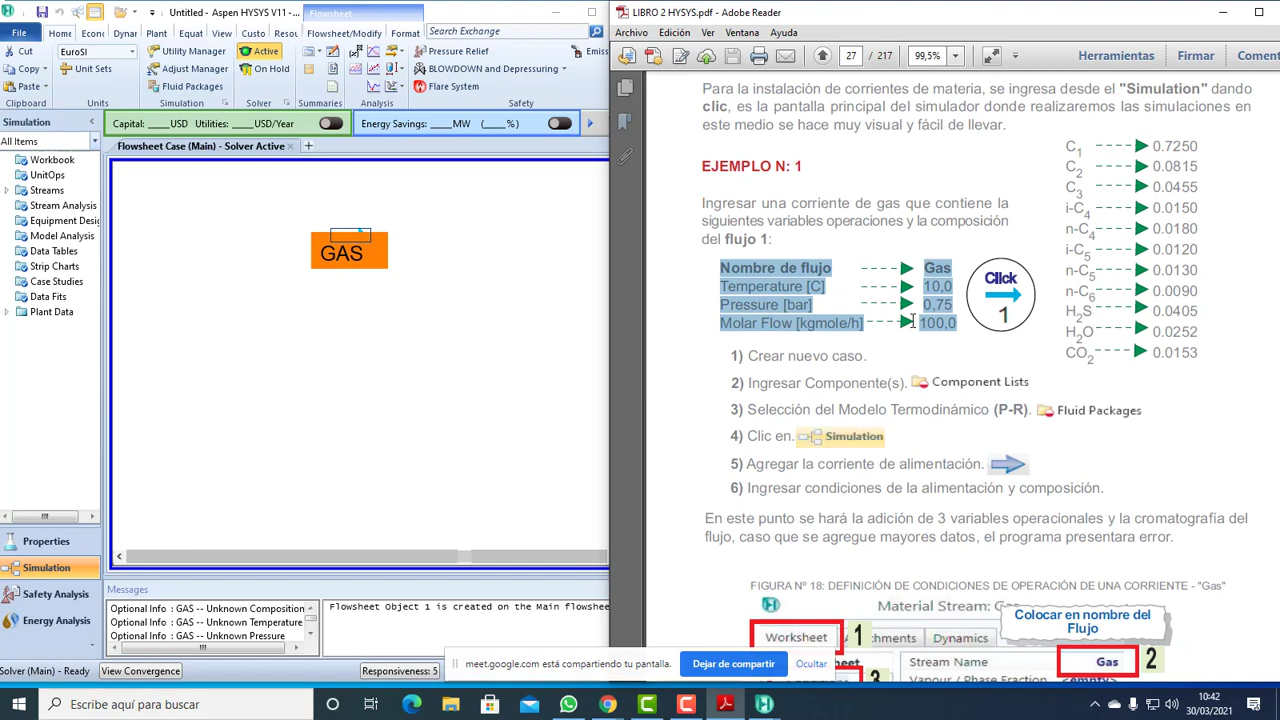 Untitled - Aspen HYSYS V11 -...
Flowsheet
File
Home
Econo
Dynar
Plant
Equat
View
Custo
Resou
Flowsheet/Modify
Format
Search Exchange
Cut
EuroSI
Utility Manager
Active
Pressure Relief
Emiss
Copy
Unit Sets
Adjust Manager
On Hold
BLOWDOWN and Depressuring
Paste
Fluid Packages
Flare System
Clipboard
Units
Simulation
Solver
Summaries
Analysis
Safety
Simulation
Capital: ____USD Utilities: ____USD/Year
Energy Savings: ____MW (____%)
All Items
Flowsheet Case (Main) - Solver Active
Workbook
UnitOps
Streams
Stream Analysis
Equipment Desig
Model Analysis
Data Tables
Strip Charts
Case Studies
Data Fits
Plant Data
GAS
Properties
Simulation
Safety Analysis
Energy Analysis
Messages
Optional Info : GAS -- Unknown Composition
Optional Info : GAS -- Unknown Temperature
Optional Info : GAS -- Unknown Pressure
Flowsheet Object 1 is created on the Main flowshee
Solver (Main) - Ready
View Convergence
Responsiveness: 5
LIBRO 2 HYSYS.pdf - Adobe Reader
Archivo Edición Ver Ventana Ayuda
27 / 217
99,5%
Herramientas
Firmar
Comen
Para la instalación de corrientes de materia, se ingresa desde el "Simulation" dando
clic, es la pantalla principal del simulador donde realizaremos las simulaciones en
este medio se hace muy visual y fácil de llevar.
EJEMPLO N: 1
Ingresar una corriente de gas que contiene la
siguientes variables operaciones y la composición
del flujo 1:
Nombre de flujo Gas
Temperature [C] 10,0
Pressure [bar] 0,75
Molar Flow [kgmole/h] 100,0
Click
1
C1 0.7250
C2 0.0815
C3 0.0455
i-C4 0.0150
n-C4 0.0180
i-C5 0.0120
n-C5 0.0130
n-C6 0.0090
H2S 0.0405
H2O 0.0252
CO2 0.0153
1) Crear nuevo caso.
2) Ingresar Componente(s). Component Lists
3) Selección del Modelo Termodinámico (P-R). Fluid Packages
4) Clic en. Simulation
5) Agregar la corriente de alimentación.
6) Ingresar condiciones de la alimentación y composición.
En este punto se hará la adición de 3 variables operacionales y la cromatografía del
flujo, caso que se agregue mayores datos, el programa presentara error.
FIGURA Nº 18: DEFINICIÓN DE CONDICIONES DE OPERACIÓN DE UNA CORRIENTE - "Gas"
Material Stream: Gas
Colocar en nombre del
Flujo
Worksheet
1
Dynamics
Stream Name
Gas
2
Vapour / Phase Fraction
3
meet.google.com está compartiendo tu pantalla.
Dejar de compartir
Ocultar
Escribe aquí para buscar
10:42
30/03/2021